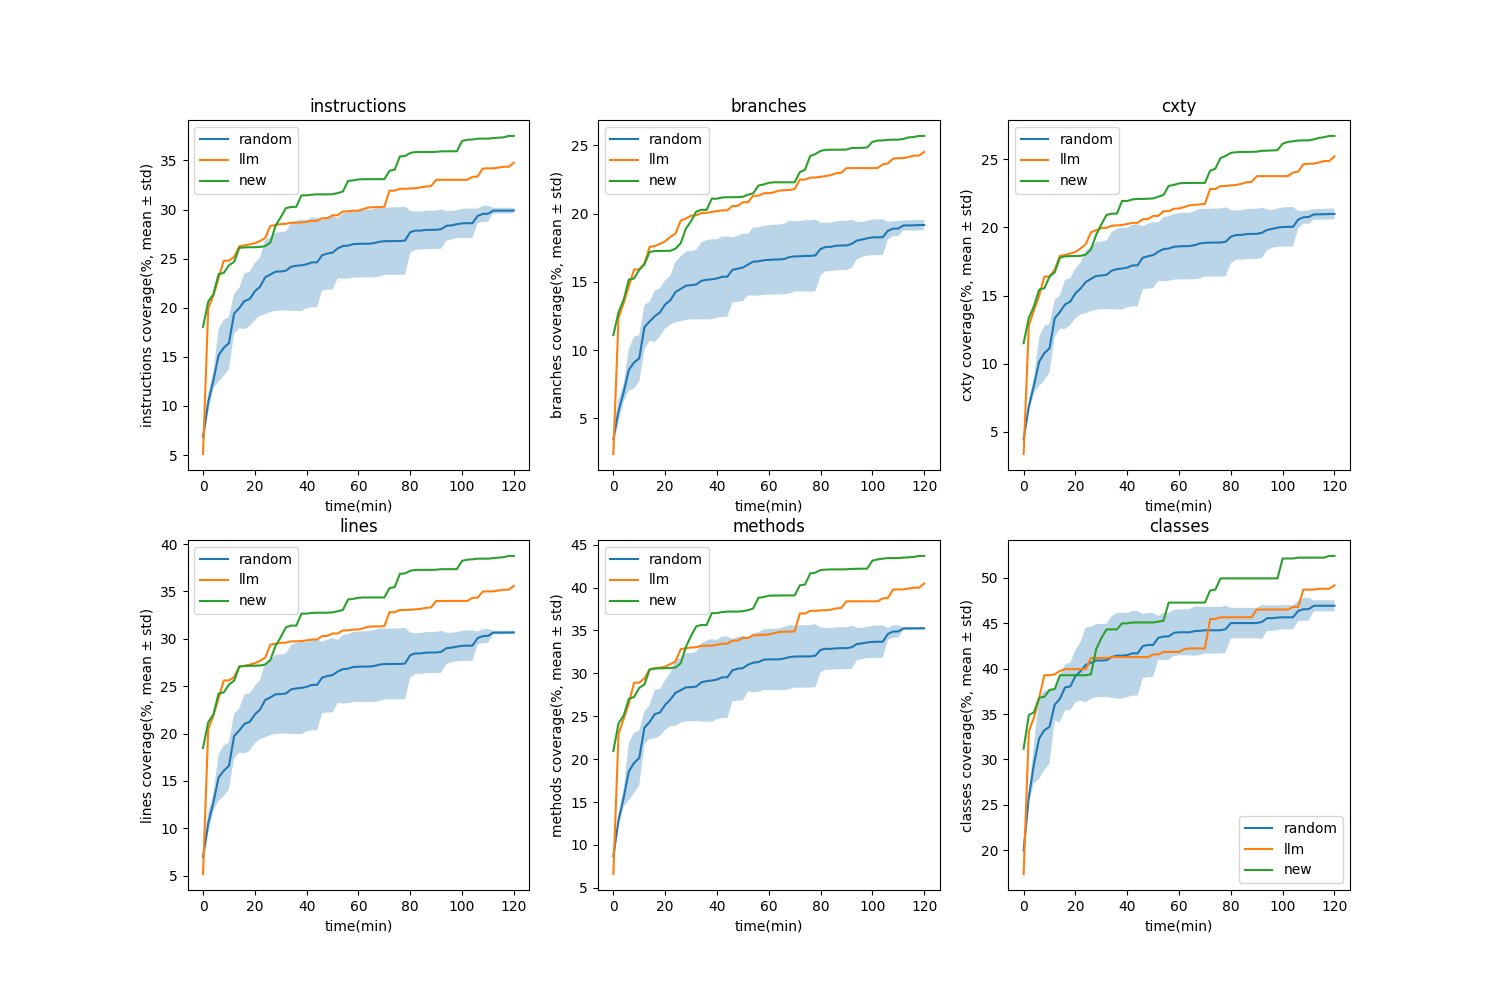 instructions
branches
cxty
instructions coverage(%, mean ± std)
35
30
25
20
15
10
5
random
llm
new
0 20 40 60 80 100 120
time(min)
branches coverage(%, mean ± std)
25
20
15
10
5
random
llm
new
0 20 40 60 80 100 120
time(min)
cxty coverage(%, mean ± std)
25
20
15
10
5
random
llm
new
0 20 40 60 80 100 120
time(min)
lines
methods
classes
lines coverage(%, mean ± std)
40
35
30
25
20
15
10
5
random
llm
new
0 20 40 60 80 100 120
time(min)
methods coverage(%, mean ± std)
45
40
35
30
25
20
15
10
5
random
llm
new
0 20 40 60 80 100 120
time(min)
classes coverage(%, mean ± std)
50
45
40
35
30
25
20
random
llm
new
0 20 40 60 80 100 120
time(min)